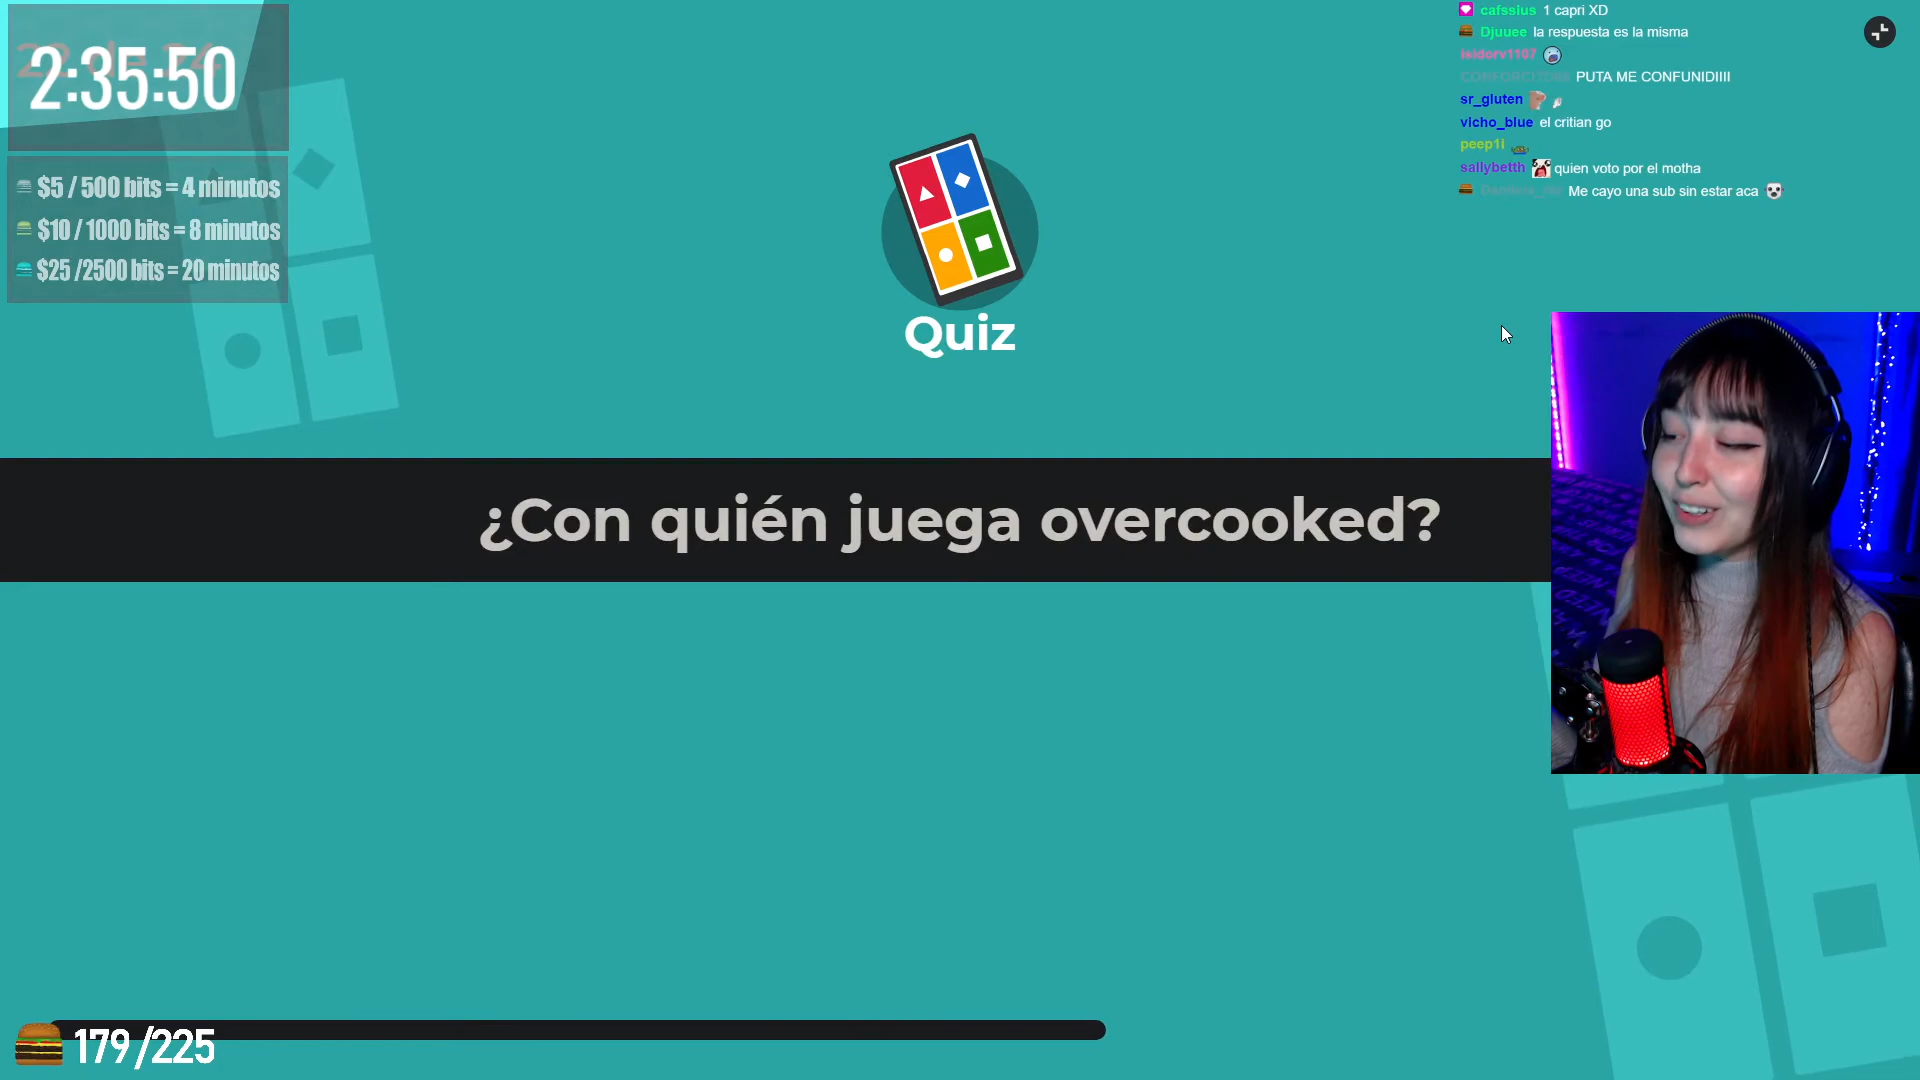 2:35:50
$5 / 500 bits = 4 minutos
$10 / 1000 bits = 8 minutos
$25 /2500 bits = 20 minutos
cafssius 1 capri XD
Djuuee la respuesta es la misma
isidorv1107
PUTA ME CONFUNIDIIII
sr_gluten
vicho_blue el critian go
peep1i
sallybetth quien voto por el motha
Me cayo una sub sin estar aca
Quiz
¿Con quién juega overcooked?
179/225